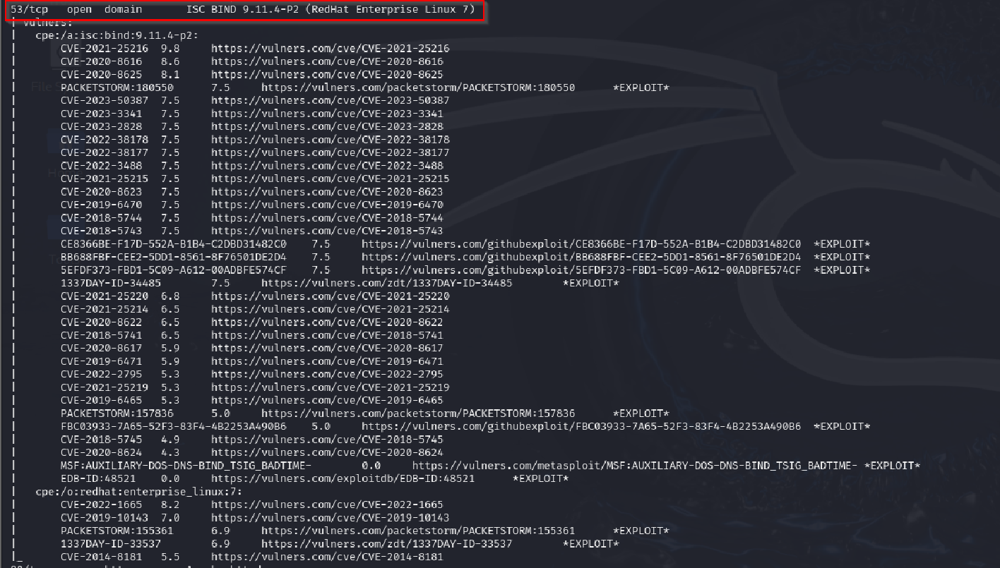 53/tcp open domain ISC BIND 9.11.4-P2 (RedHat Enterprise Linux 7)
| vulners:
| cpe:/a:isc:bind:9.11.4-p2:
| CVE-2021-25216 9.8 https://vulners.com/cve/CVE-2021-25216
| CVE-2020-8616 8.6 https://vulners.com/cve/CVE-2020-8616
| CVE-2020-8625 8.1 https://vulners.com/cve/CVE-2020-8625
| PACKETSTORM:180550 7.5 https://vulners.com/packetstorm/PACKETSTORM:180550 *EXPLOIT*
| CVE-2023-50387 7.5 https://vulners.com/cve/CVE-2023-50387
| CVE-2023-3341 7.5 https://vulners.com/cve/CVE-2023-3341
| CVE-2023-2828 7.5 https://vulners.com/cve/CVE-2023-2828
| CVE-2022-38178 7.5 https://vulners.com/cve/CVE-2022-38178
| CVE-2022-38177 7.5 https://vulners.com/cve/CVE-2022-38177
| CVE-2022-3488 7.5 https://vulners.com/cve/CVE-2022-3488
| CVE-2021-25215 7.5 https://vulners.com/cve/CVE-2021-25215
| CVE-2020-8623 7.5 https://vulners.com/cve/CVE-2020-8623
| CVE-2019-6470 7.5 https://vulners.com/cve/CVE-2019-6470
| CVE-2018-5744 7.5 https://vulners.com/cve/CVE-2018-5744
| CVE-2018-5743 7.5 https://vulners.com/cve/CVE-2018-5743
| CE8366BE-F17D-552A-B1B4-C2DBD31482C0 7.5 https://vulners.com/githubexploit/CE8366BE-F17D-552A-B1B4-C2DBD31482C0 *EXPLOIT*
| BB688FBF-CEE2-5DD1-8561-8F76501DE2D4 7.5 https://vulners.com/githubexploit/BB688FBF-CEE2-5DD1-8561-8F76501DE2D4 *EXPLOIT*
| 5EFDF373-FBD1-5C09-A612-00ADBFE574CF 7.5 https://vulners.com/githubexploit/5EFDF373-FBD1-5C09-A612-00ADBFE574CF *EXPLOIT*
| 1337DAY-ID-34485 7.5 https://vulners.com/zdt/1337DAY-ID-34485 *EXPLOIT*
| CVE-2021-25220 6.8 https://vulners.com/cve/CVE-2021-25220
| CVE-2021-25214 6.5 https://vulners.com/cve/CVE-2021-25214
| CVE-2020-8622 6.5 https://vulners.com/cve/CVE-2020-8622
| CVE-2018-5741 6.5 https://vulners.com/cve/CVE-2018-5741
| CVE-2020-8617 5.9 https://vulners.com/cve/CVE-2020-8617
| CVE-2019-6471 5.9 https://vulners.com/cve/CVE-2019-6471
| CVE-2022-2795 5.3 https://vulners.com/cve/CVE-2022-2795
| CVE-2021-25219 5.3 https://vulners.com/cve/CVE-2021-25219
| CVE-2019-6465 5.3 https://vulners.com/cve/CVE-2019-6465
| PACKETSTORM:157836 5.0 https://vulners.com/packetstorm/PACKETSTORM:157836 *EXPLOIT*
| FBC03933-7A65-52F3-83F4-4B2253A490B6 5.0 https://vulners.com/githubexploit/FBC03933-7A65-52F3-83F4-4B2253A490B6 *EXPLOIT*
| CVE-2018-5745 4.9 https://vulners.com/cve/CVE-2018-5745
| CVE-2020-8624 4.3 https://vulners.com/cve/CVE-2020-8624
| MSF:AUXILIARY-DOS-DNS-BIND_TSIG_BADTIME- 0.0 https://vulners.com/metasploit/MSF:AUXILIARY-DOS-DNS-BIND_TSIG_BADTIME- *EXPLOIT*
| EDB-ID:48521 0.0 https://vulners.com/exploitdb/EDB-ID:48521 *EXPLOIT*
| cpe:/o:redhat:enterprise_linux:7:
| CVE-2022-1665 8.2 https://vulners.com/cve/CVE-2022-1665
| CVE-2019-10143 7.0 https://vulners.com/cve/CVE-2019-10143
| PACKETSTORM:155361 6.9 https://vulners.com/packetstorm/PACKETSTORM:155361 *EXPLOIT*
| 1337DAY-ID-33537 6.9 https://vulners.com/zdt/1337DAY-ID-33537 *EXPLOIT*
|_ CVE-2014-8181 5.5 https://vulners.com/cve/CVE-2014-8181